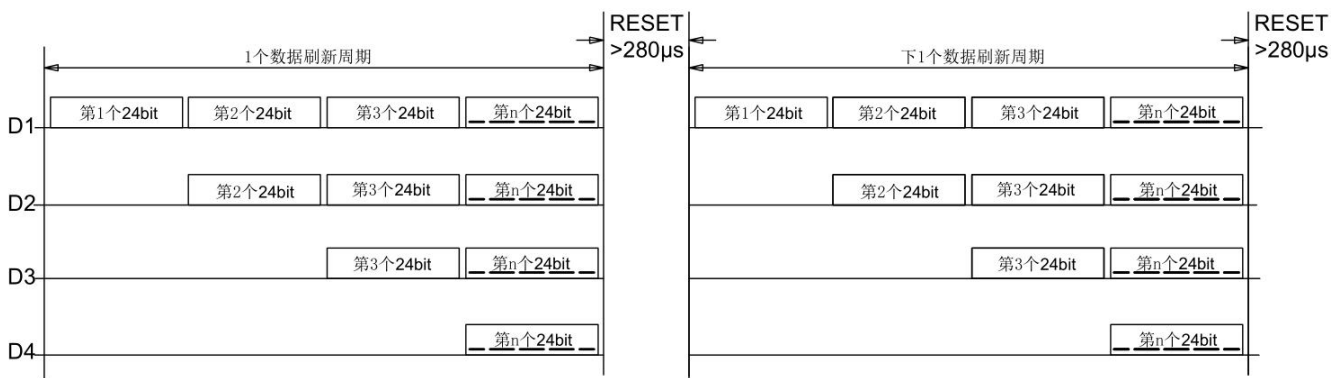 RESET
>280μs
RESET
>280μs
1个数据刷新周期
下1个数据刷新周期
D1 第1个24bit 第2个24bit 第3个24bit 第n个24bit 第1个24bit 第2个24bit 第3个24bit 第n个24bit
D2 第2个24bit 第3个24bit 第n个24bit 第2个24bit 第3个24bit 第n个24bit
D3 第3个24bit 第n个24bit 第3个24bit 第n个24bit
D4 第n个24bit 第n个24bit